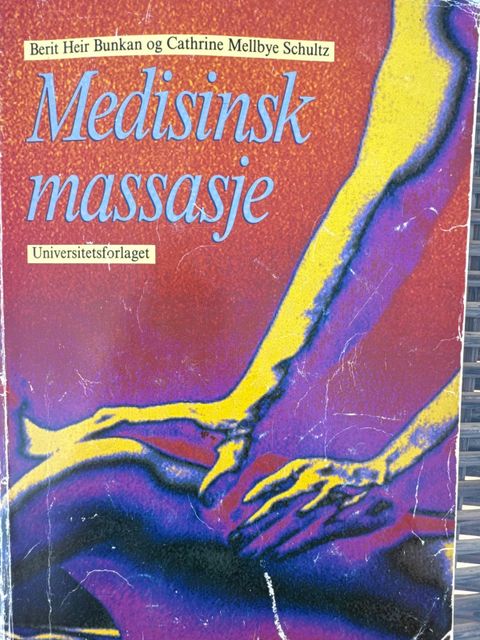 Berit Heir Bunkan og Cathrine Mellbye Schultz
Medisinsk
massasje
Universitetsforlaget